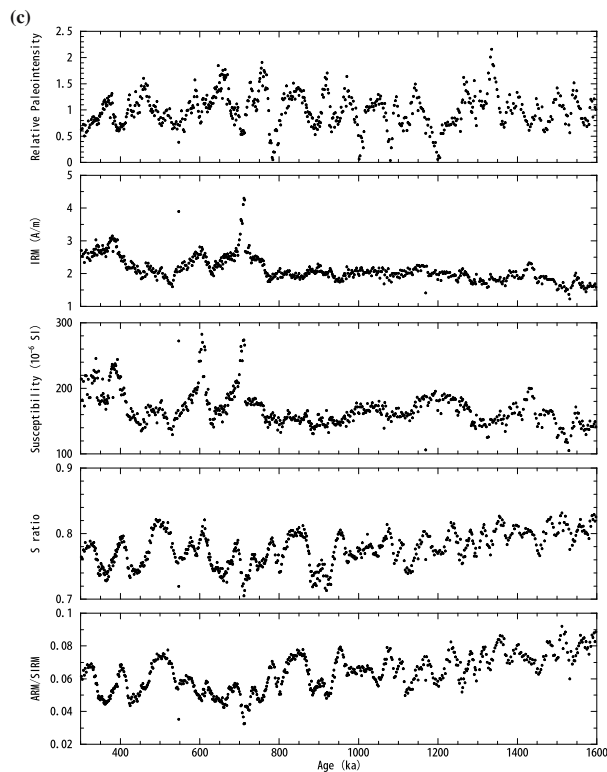 (c)
Relative Paleointensity
2.5
2
1.5
1
0.5
0
IRM (A/m)
5
4
3
2
1
Susceptibility (10⁻⁶ SI)
300
200
100
S ratio
0.9
0.8
0.7
ARM/SIRM
0.1
0.08
0.06
0.04
0.02
400 600 800 1000 1200 1400 1600
Age (ka)